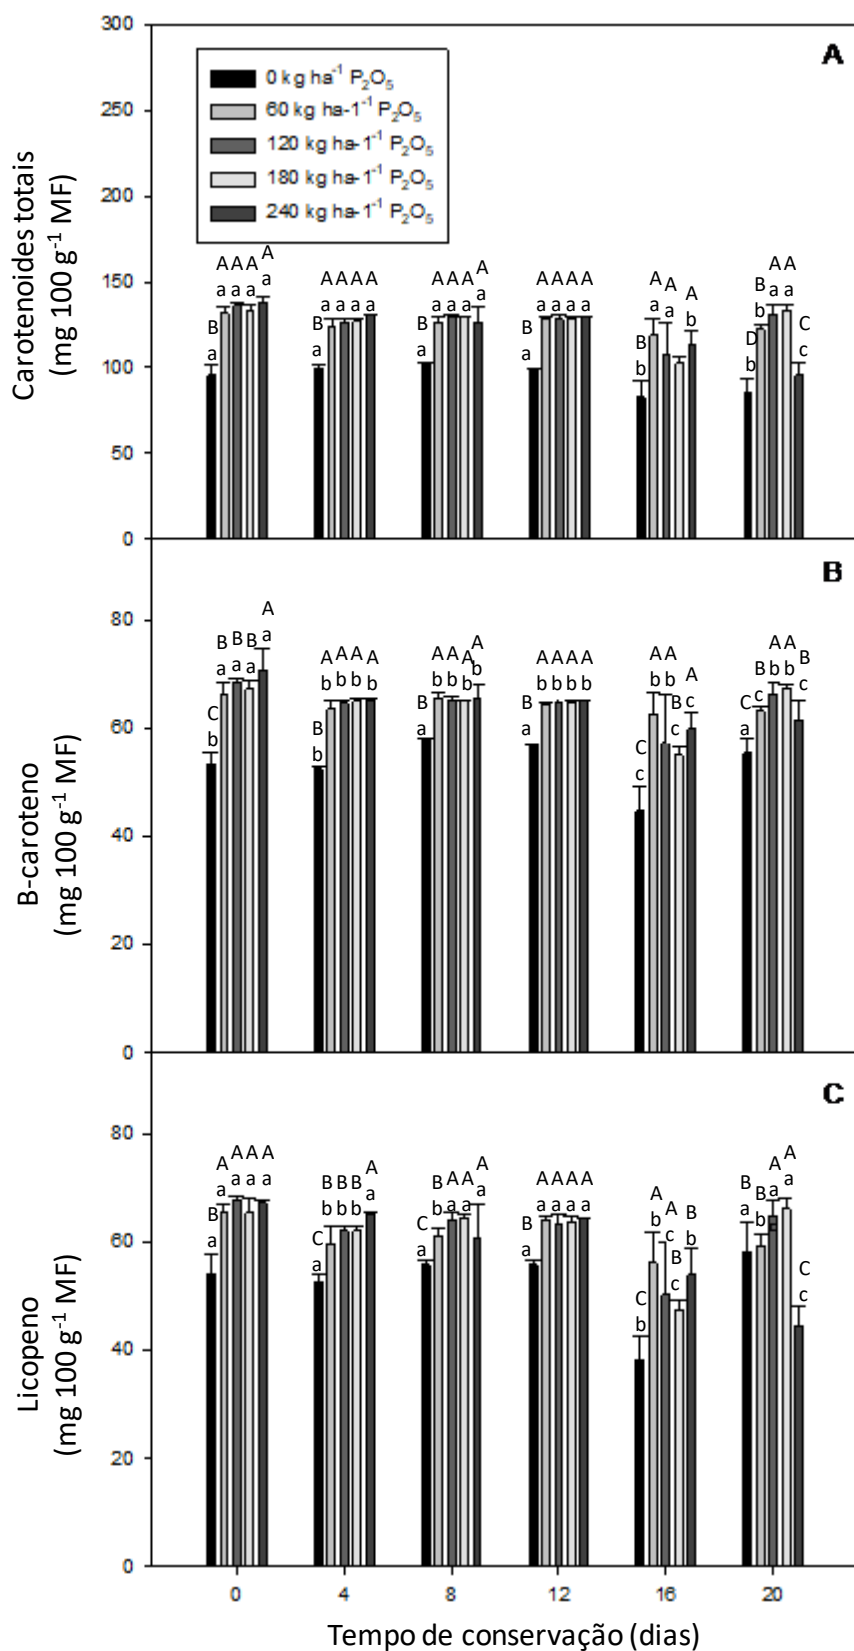 A
300
250
200
150
100
50
0
Carotenoides totais
(mg 100 g⁻¹ MF)
0 kg ha⁻¹ P₂O₅
60 kg ha-1⁻¹ P₂O₅
120 kg ha-1⁻¹ P₂O₅
180 kg ha-1⁻¹ P₂O₅
240 kg ha-1⁻¹ P₂O₅
B A A A A
a a a a a
B A A A A
a a a a a
B A A A A
a a a a a
B A A A A
a a a a a
B A A A
b a a b
D B A A C
b b a a c
B
80
60
40
20
0
B-caroteno
(mg 100 g⁻¹ MF)
C B B B A
b a a a a
B A A A A
b b b b b
B A A A A
a b b b b
B A A A A
a b b b b
C A A B A
c b b c c
C B A A B
a c b b c
C
80
60
40
20
0
Licopeno
(mg 100 g⁻¹ MF)
B A A A A
a a a a a
C B B B A
a b b b a
C B A A A
a b a a a
B A A A A
a a a a a
C A A B B
b b c c b
B B A A C
a b a a c
c
0 4 8 12 16 20
Tempo de conservação (dias)